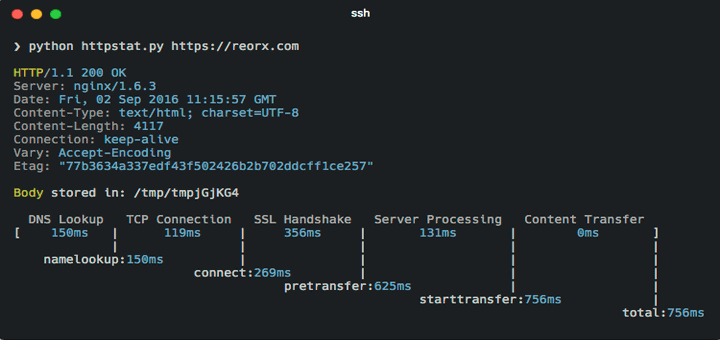 ssh
❯ python httpstat.py https://reorx.com
HTTP/1.1 200 OK
Server: nginx/1.6.3
Date: Fri, 02 Sep 2016 11:15:57 GMT
Content-Type: text/html; charset=UTF-8
Content-Length: 4117
Connection: keep-alive
Vary: Accept-Encoding
Etag: "77b3634a337edf43f502426b2b702ddcff1ce257"
Body stored in: /tmp/tmpjGjKG4
DNS Lookup   TCP Connection   SSL Handshake   Server Processing   Content Transfer
[    150ms   |      119ms     |     356ms     |       131ms       |        0ms       ]
|                |               |                   |                  |
namelookup:150ms        |               |                   |                  |
connect:269ms         |                   |                  |
pretransfer:625ms             |                  |
starttransfer:756ms            |
total:756ms